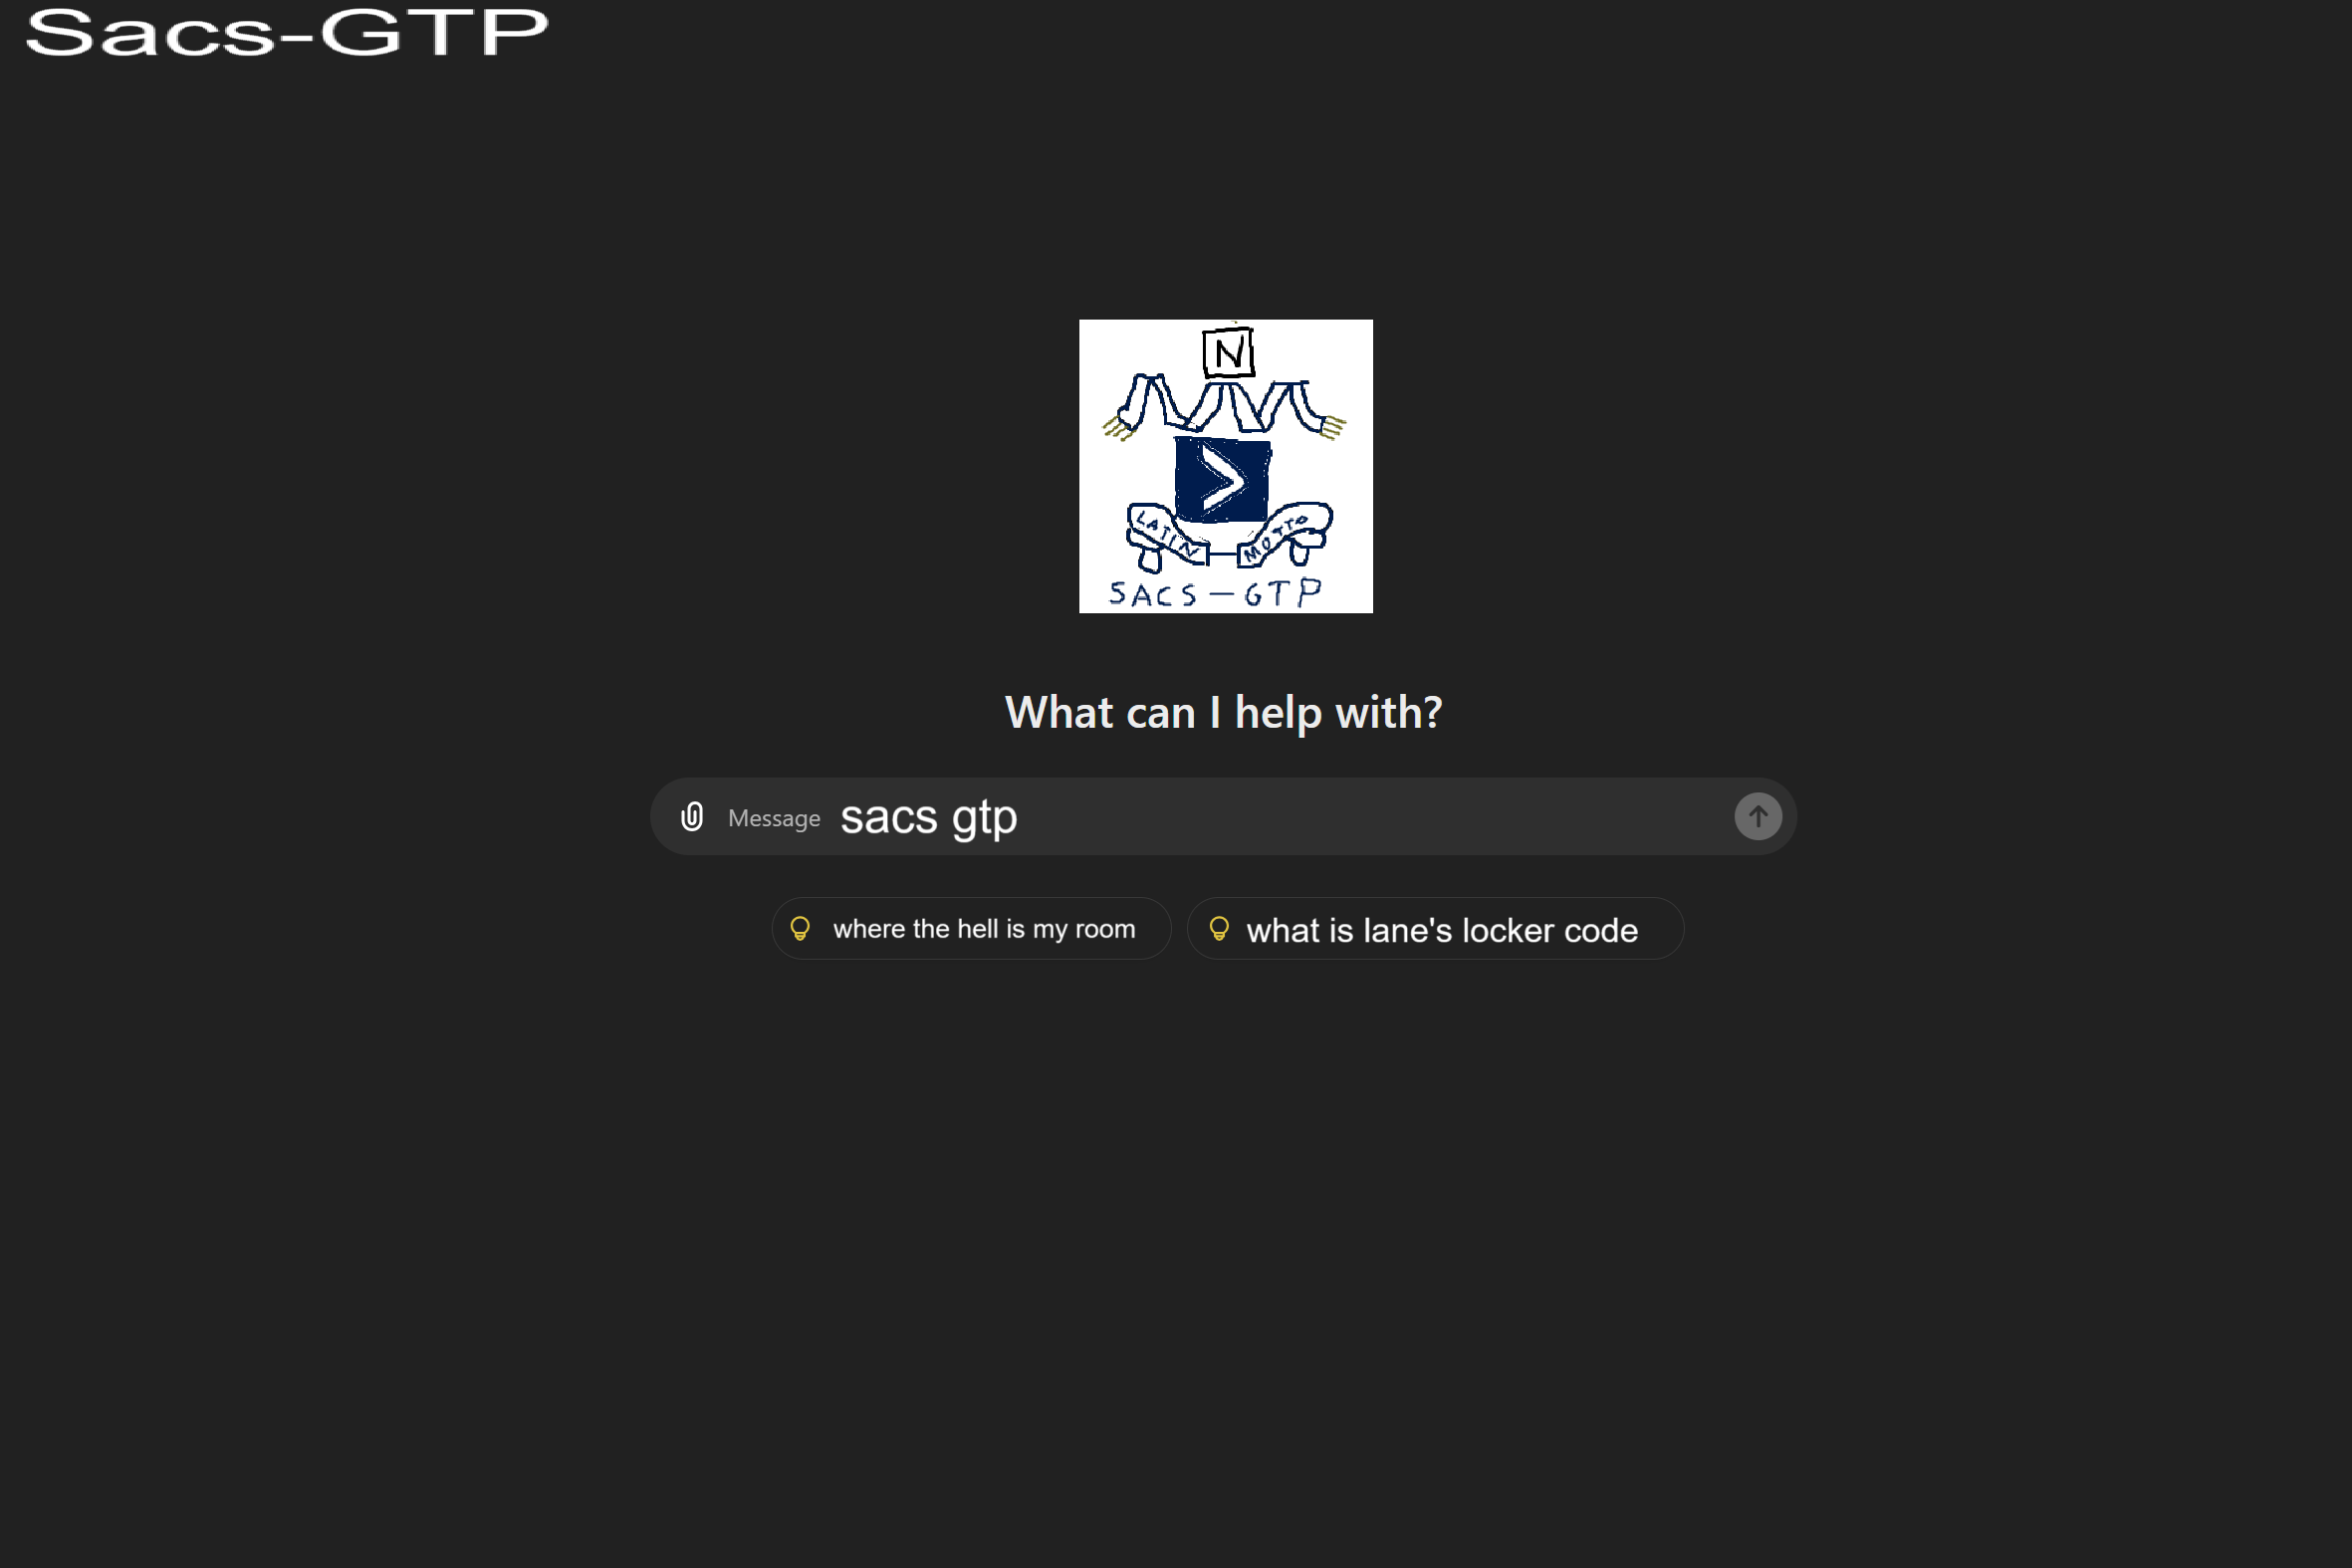 Sacs-GTP
N
LATIN MOTTO
SACS-GTP
What can I help with?
Message sacs gtp
where the hell is my room
what is lane's locker code